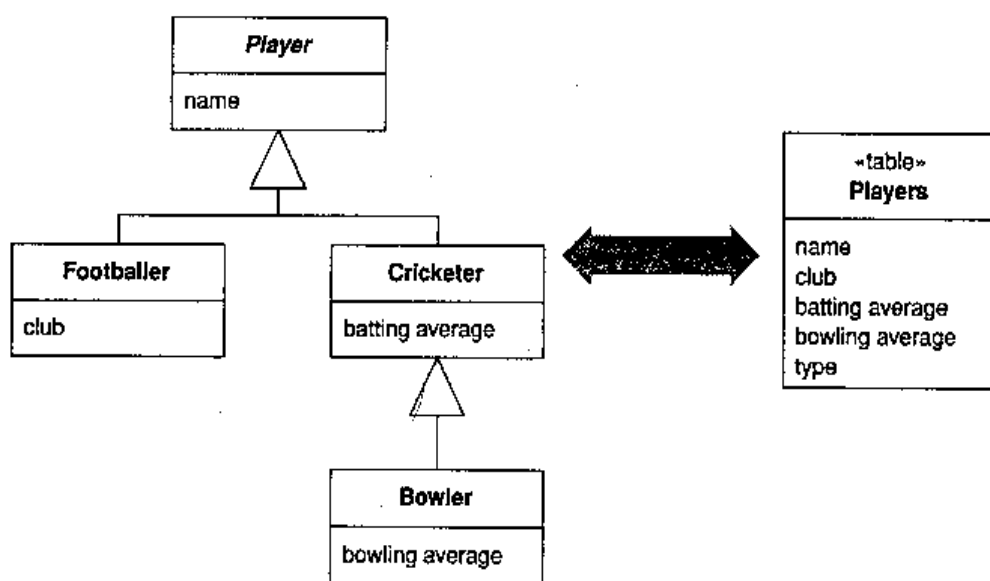 Player
name
Footballer
club
Cricketer
batting average
Bowler
bowling average
«table»
Players
name
club
batting average
bowling average
type